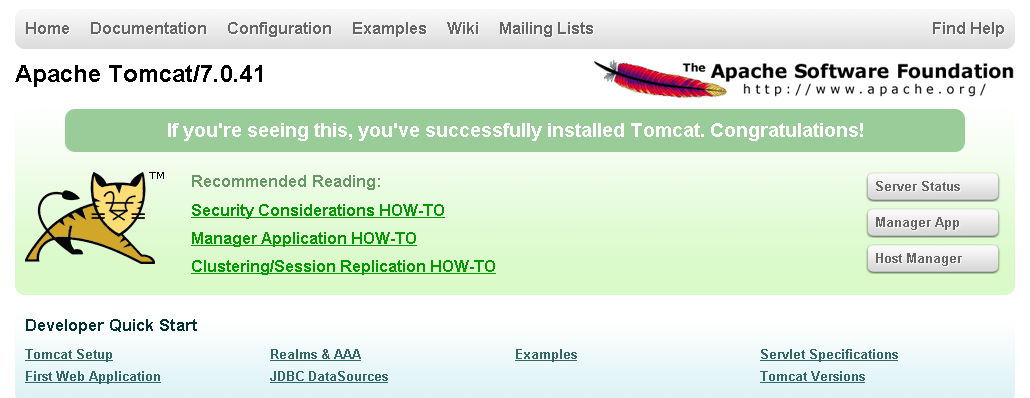 Home Documentation Configuration Examples Wiki Mailing Lists Find Help
Apache Tomcat/7.0.41
The Apache Software Foundation
http://www.apache.org/
If you're seeing this, you've successfully installed Tomcat. Congratulations!
TM
Recommended Reading:
Security Considerations HOW-TO
Manager Application HOW-TO
Clustering/Session Replication HOW-TO
Server Status
Manager App
Host Manager
Developer Quick Start
Tomcat Setup Realms & AAA Examples Servlet Specifications
First Web Application JDBC DataSources Tomcat Versions